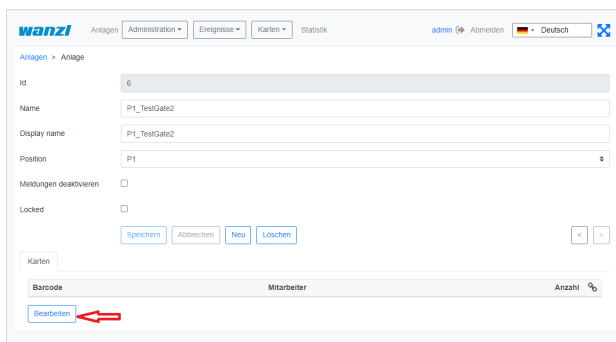 wanzl Anlagen Administration Ereignisse Karten Statistik admin Abmelden Deutsch
Anlagen > Anlage
Id 6
Name P1_TestGate2
Display name P1_TestGate2
Position P1
Meldungen deaktivieren
Locked
Speichern Abbrechen Neu Löschen < >
Karten
Barcode Mitarbeiter Anzahl
Bearbeiten